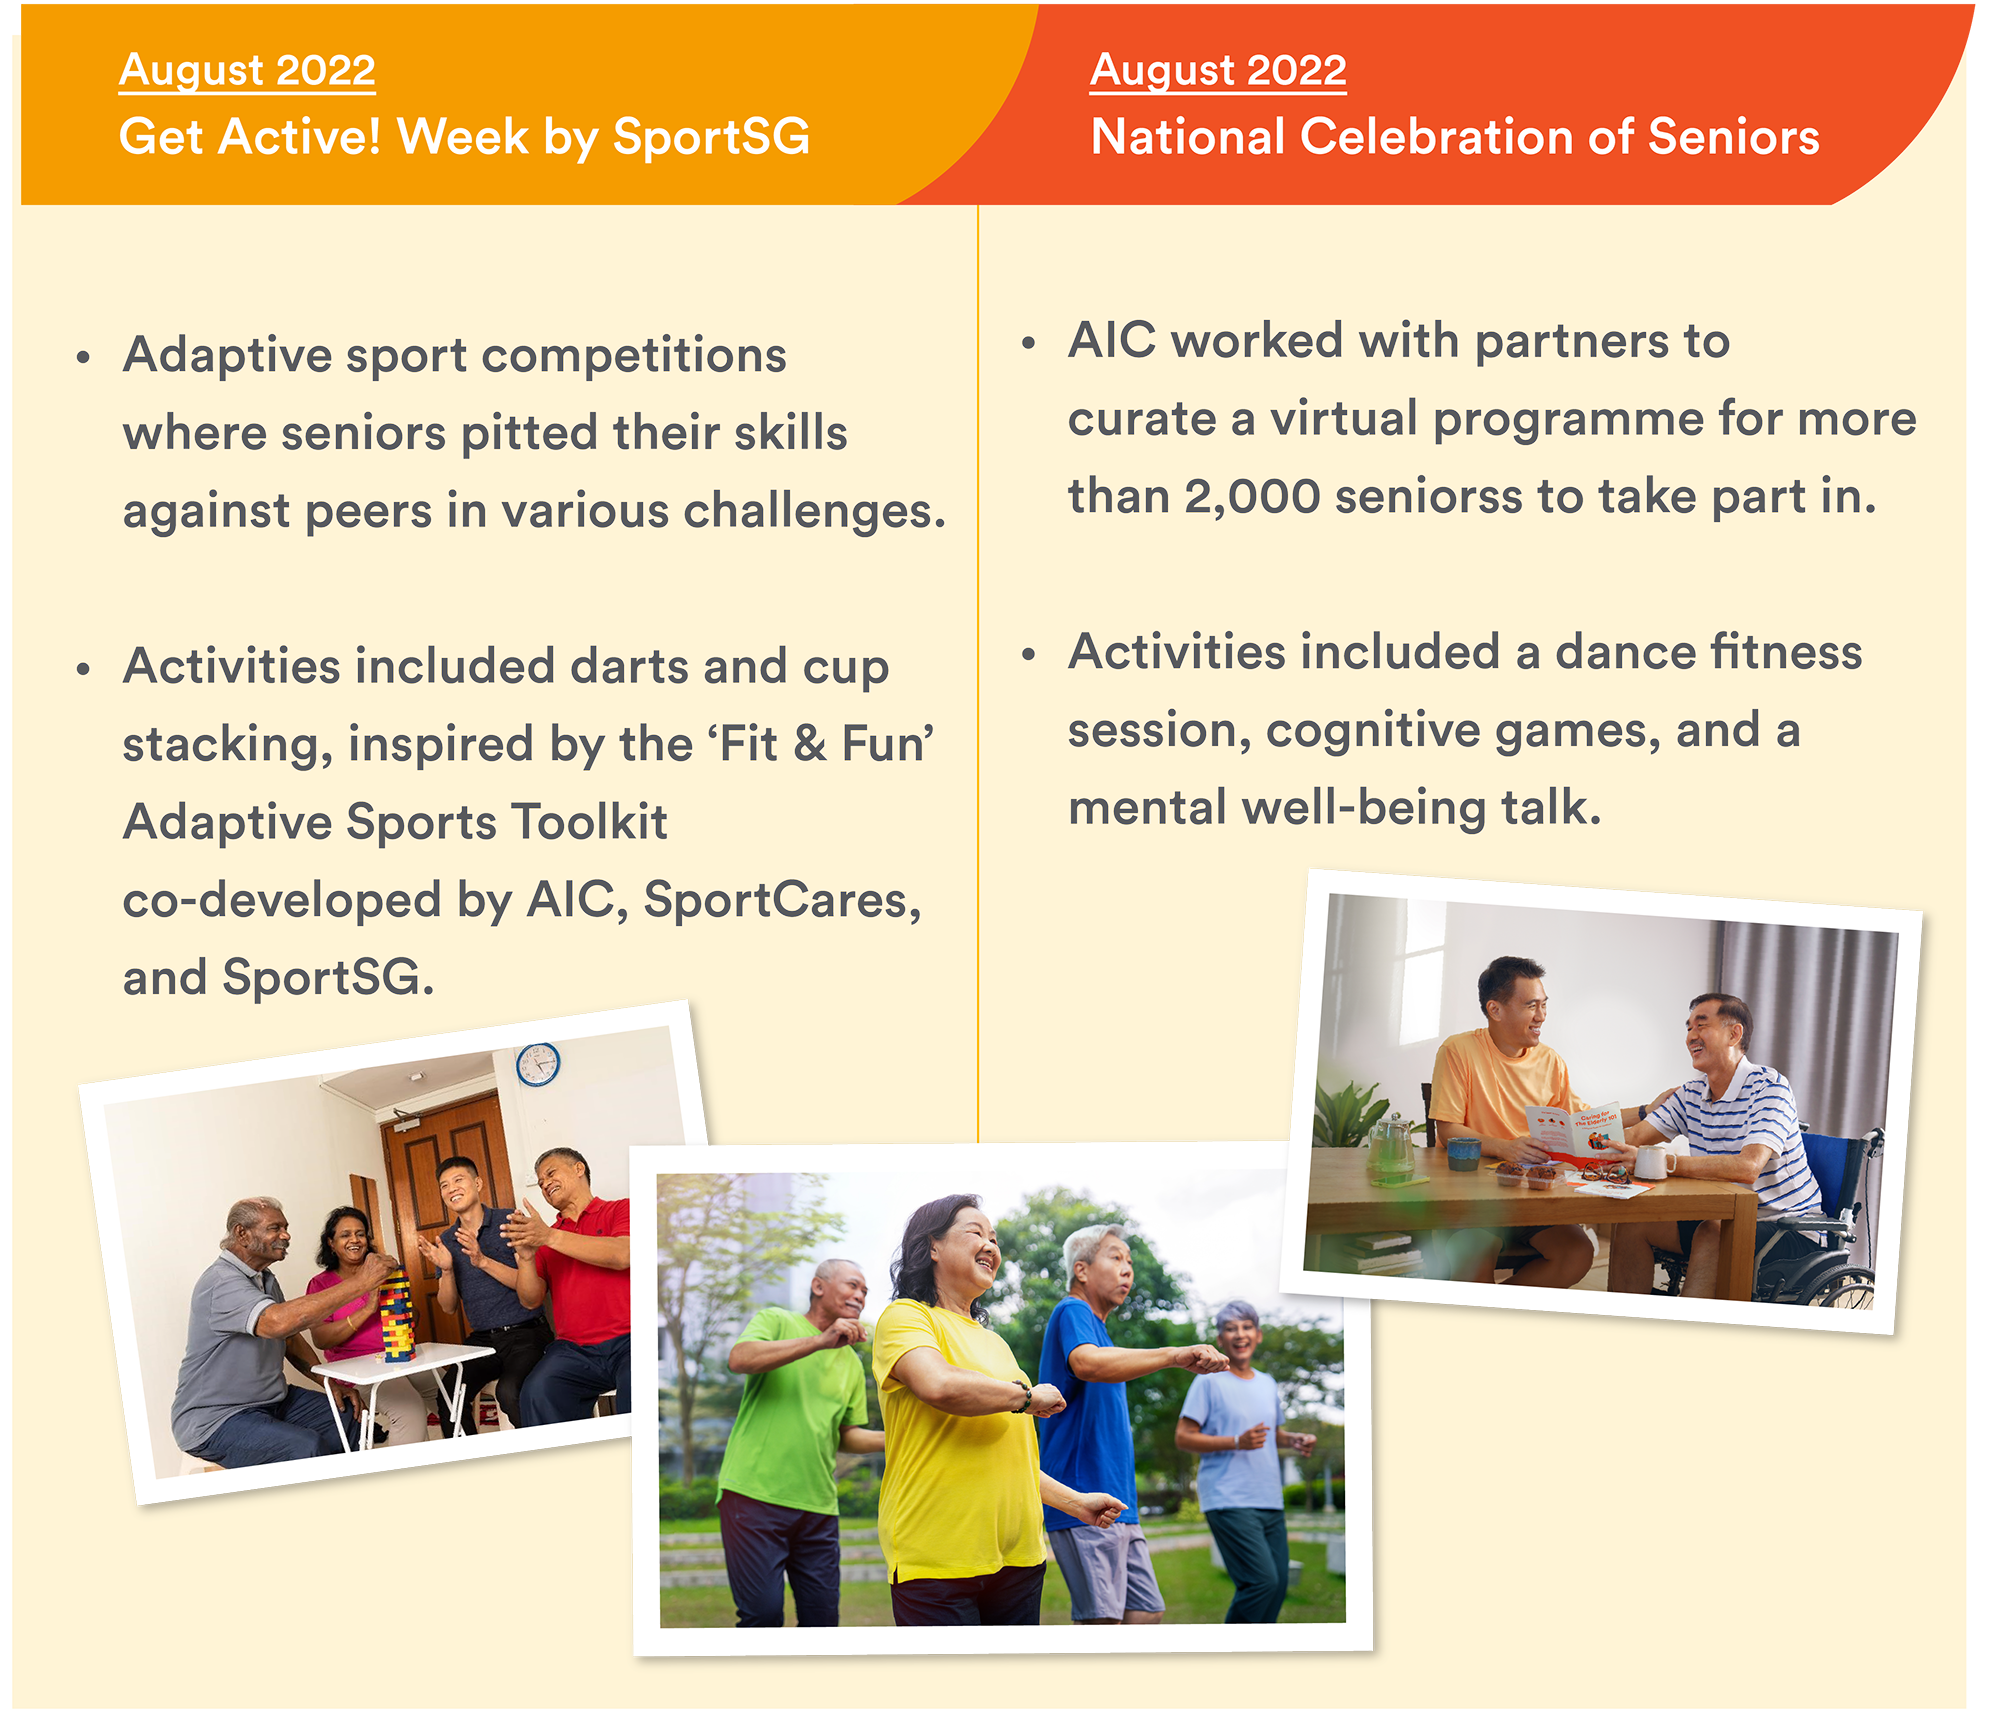 August 2022
Get Active! Week by SportSG
August 2022
National Celebration of Seniors
• Adaptive sport competitions
where seniors pitted their skills
against peers in various challenges.
• Activities included darts and cup
stacking, inspired by the ‘Fit & Fun’
Adaptive Sports Toolkit
co-developed by AIC, SportCares,
and SportSG.
• AIC worked with partners to
curate a virtual programme for more
than 2,000 seniorss to take part in.
• Activities included a dance fitness
session, cognitive games, and a
mental well-being talk.
Caring for
The Elderly 101